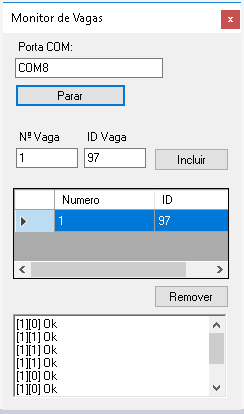 Monitor de Vagas x
Porta COM:
COM8
Parar
Nº Vaga ID Vaga
1 97 Incluir
Numero ID
1 97
Remover
[1][0] Ok
[1][1] Ok
[1][1] Ok
[1][1] Ok
[1][0] Ok
[1][0] Ok